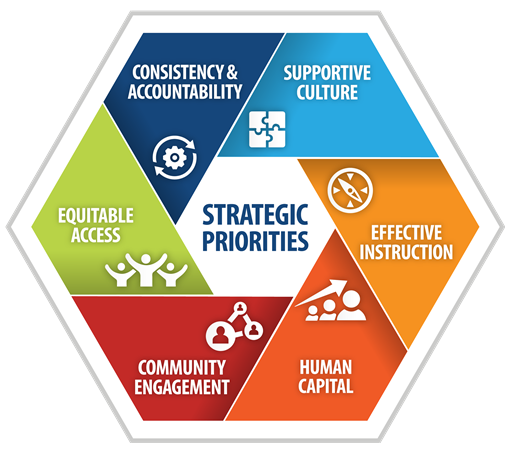 CONSISTENCY &
ACCOUNTABILITY
SUPPORTIVE
CULTURE
EQUITABLE
ACCESS
STRATEGIC
PRIORITIES
EFFECTIVE
INSTRUCTION
COMMUNITY
ENGAGEMENT
HUMAN
CAPITAL